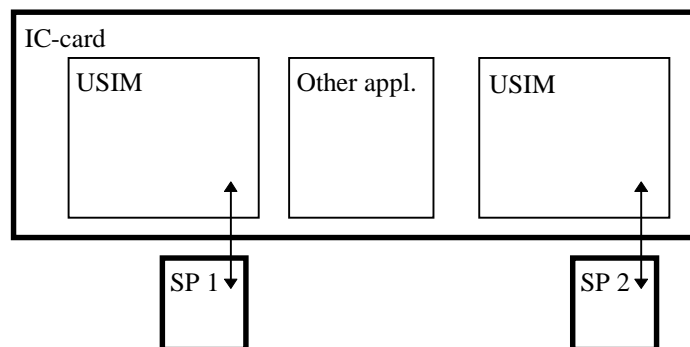 IC-card
USIM
Other appl.
USIM
SP 1
SP 2